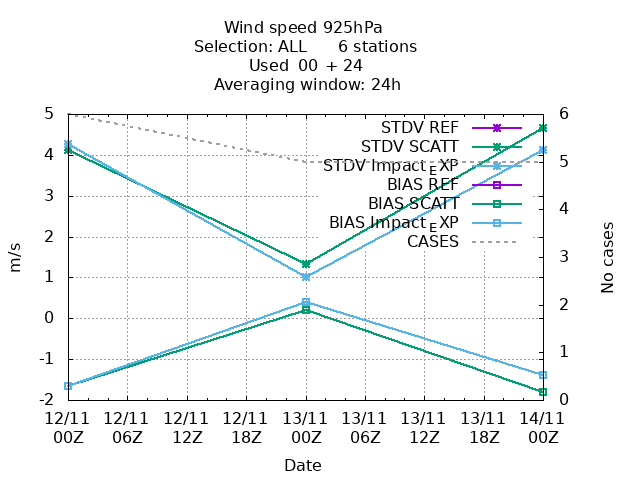 Wind speed 925hPa
Selection: ALL 6 stations
Used 00 + 24
Averaging window: 24h
5 6
STDV REF
4 STDV SCATT
STDV Impact_EXP 5
3 BIAS REF
BIAS SCATT 4
2 BIAS Impact_EXP
CASES 3
1
2
0
-1 1
-2 0
m/s
No cases
12/11 12/11 12/11 12/11 13/11 13/11 13/11 13/11 14/11
00Z 06Z 12Z 18Z 00Z 06Z 12Z 18Z 00Z
Date